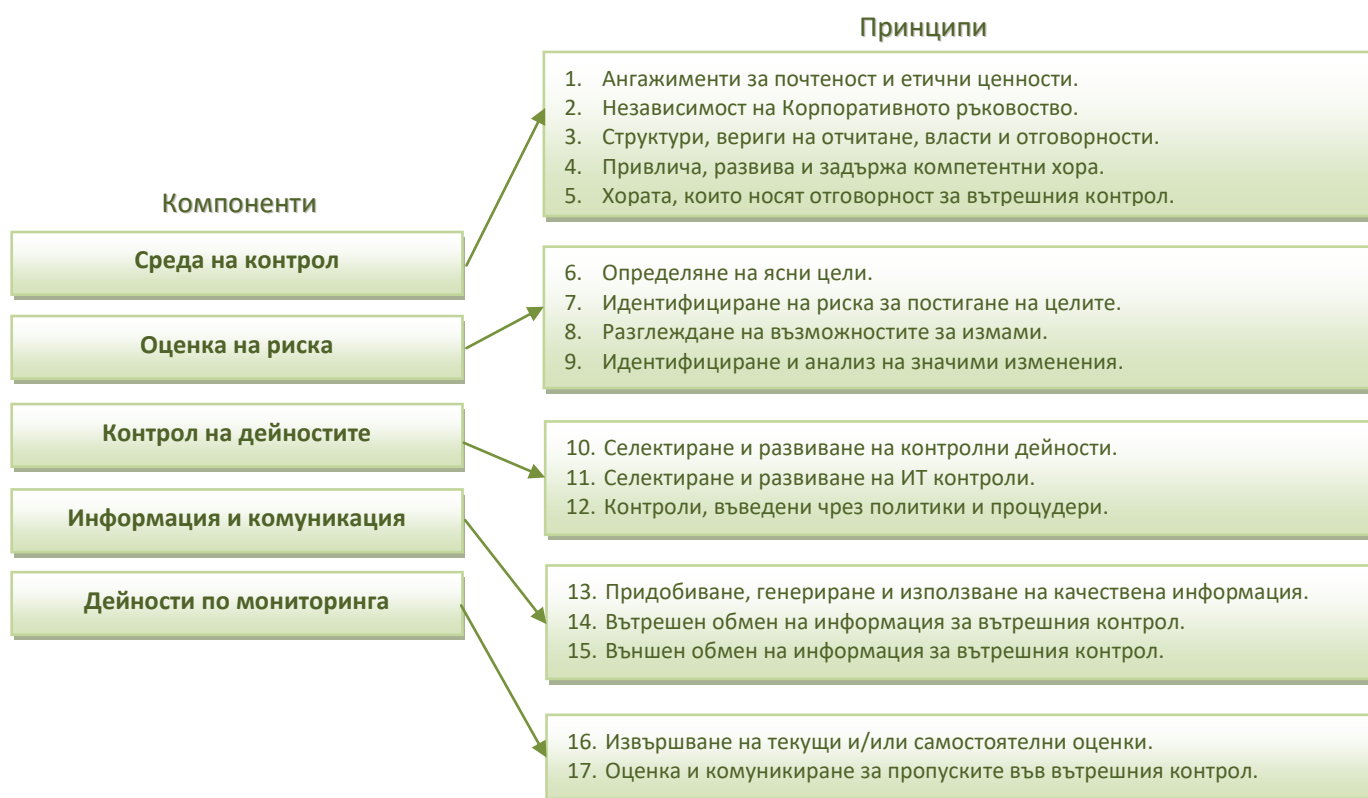 Принципи
1. Ангажименти за почтеност и етични ценности.
2. Независимост на Корпоративното ръковоство.
3. Структури, вериги на отчитане, власти и отговорности.
4. Привлича, развива и задържа компетентни хора.
5. Хората, които носят отговорност за вътрешния контрол.
Компоненти
Среда на контрол
Оценка на риска
Контрол на дейностите
Информация и комуникация
Дейности по мониторинга
6. Определяне на ясни цели.
7. Идентифициране на риска за постигане на целите.
8. Разглеждане на възможностите за измами.
9. Идентифициране и анализ на значими изменения.
10. Селектиране и развиване на контролни дейности.
11. Селектиране и развиване на ИТ контроли.
12. Контроли, въведени чрез политики и процудери.
13. Придобиване, генериране и използване на качествена информация.
14. Вътрешен обмен на информация за вътрешния контрол.
15. Външен обмен на информация за вътрешния контрол.
16. Извършване на текущи и/или самостоятелни оценки.
17. Оценка и комуникиране за пропуските във вътрешния контрол.